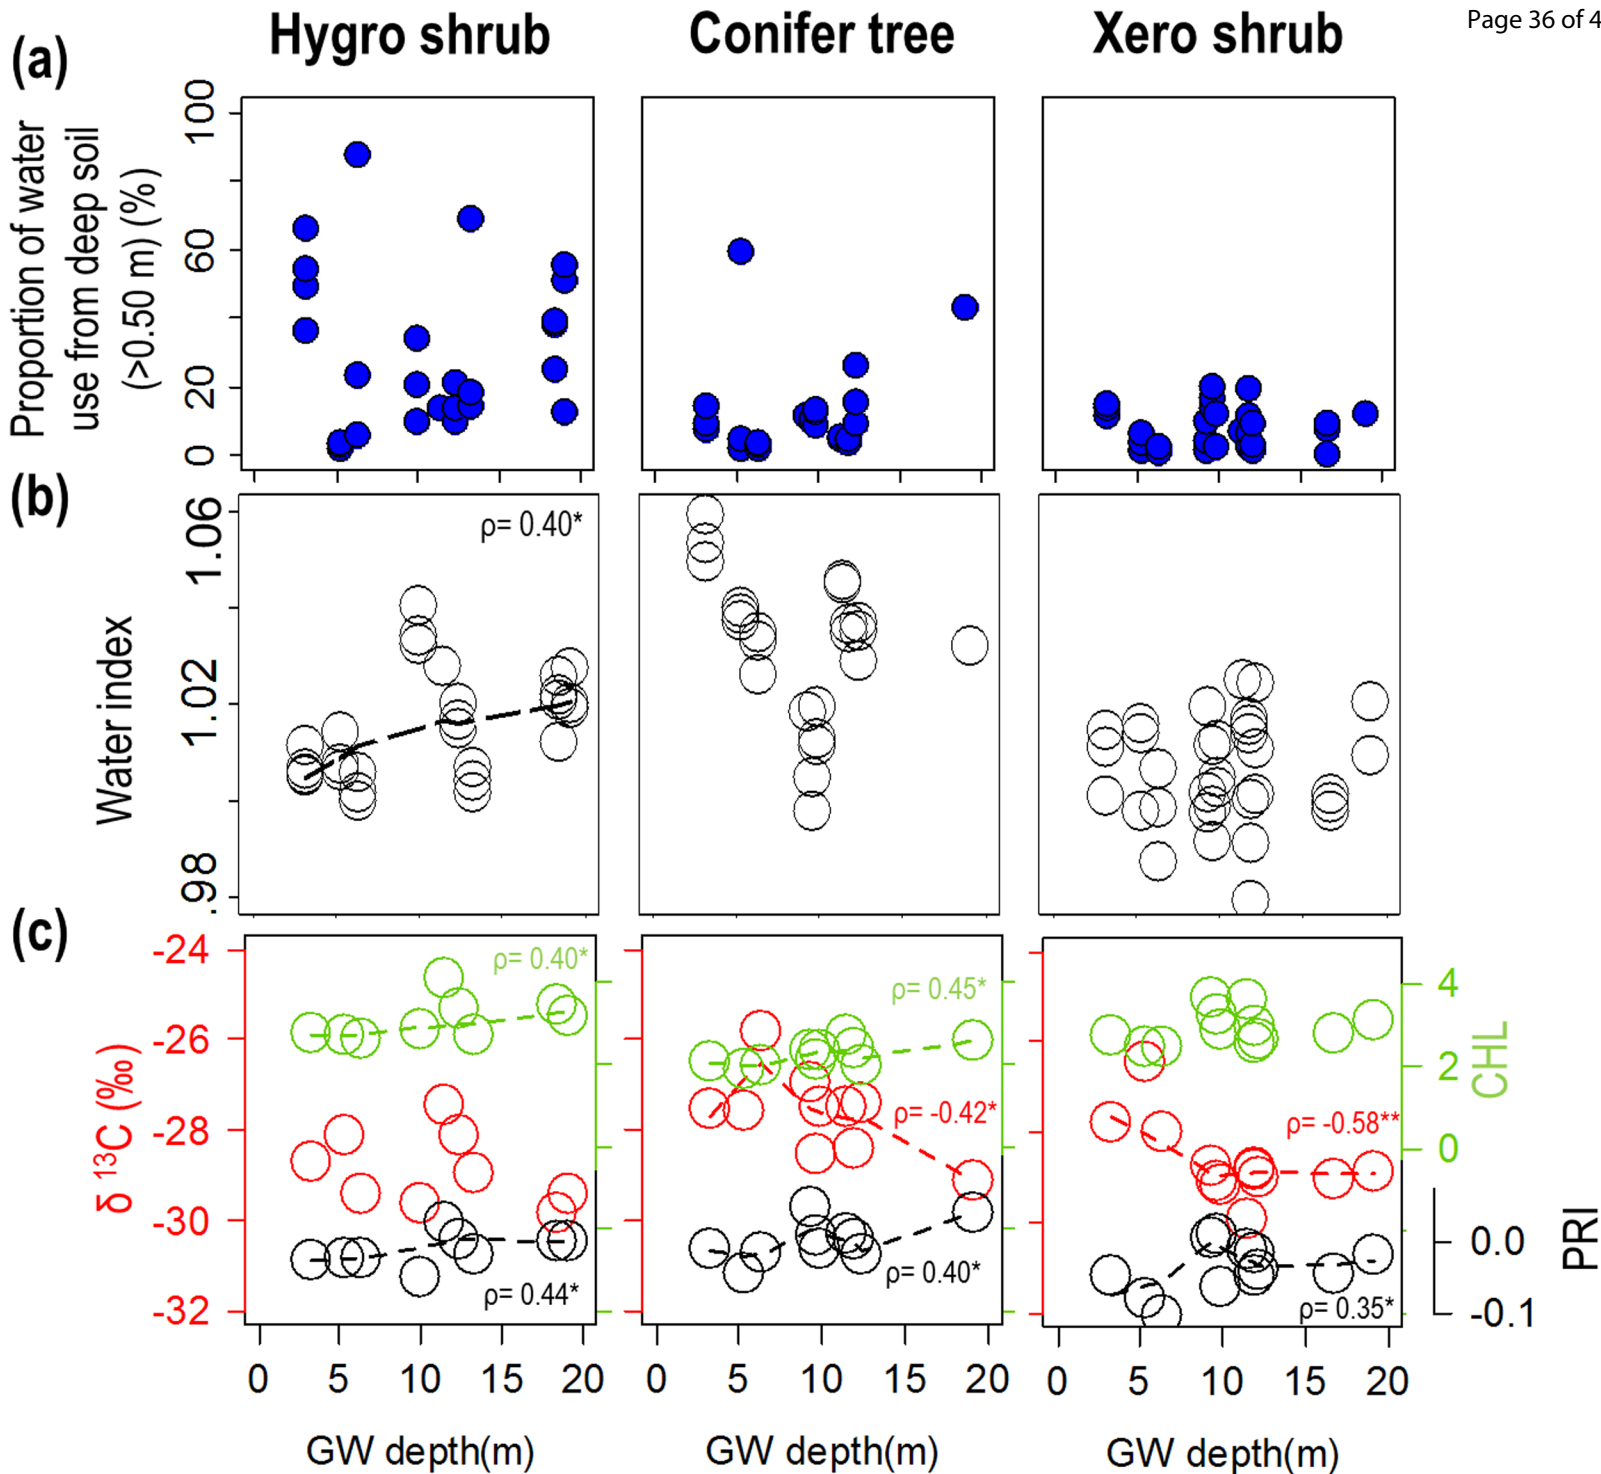 Page 36 of 4
Hygro shrub Conifer tree Xero shrub
(a)
Proportion of water
use from deep soil
(>0.50 m) (%)
100
60
20
0
(b)
Water index
1.06
1.02
.98
ρ= 0.40*
(c)
δ ¹³C (‰)
-24
-26
-28
-30
-32
ρ= 0.40*
ρ= 0.44*
ρ= 0.45*
ρ= -0.42*
ρ= 0.40*
ρ= -0.58**
ρ= 0.35*
4
2
0
CHL
0.0
-0.1
PRI
0 5 10 15 20 0 5 10 15 20 0 5 10 15 20
GW depth(m) GW depth(m) GW depth(m)